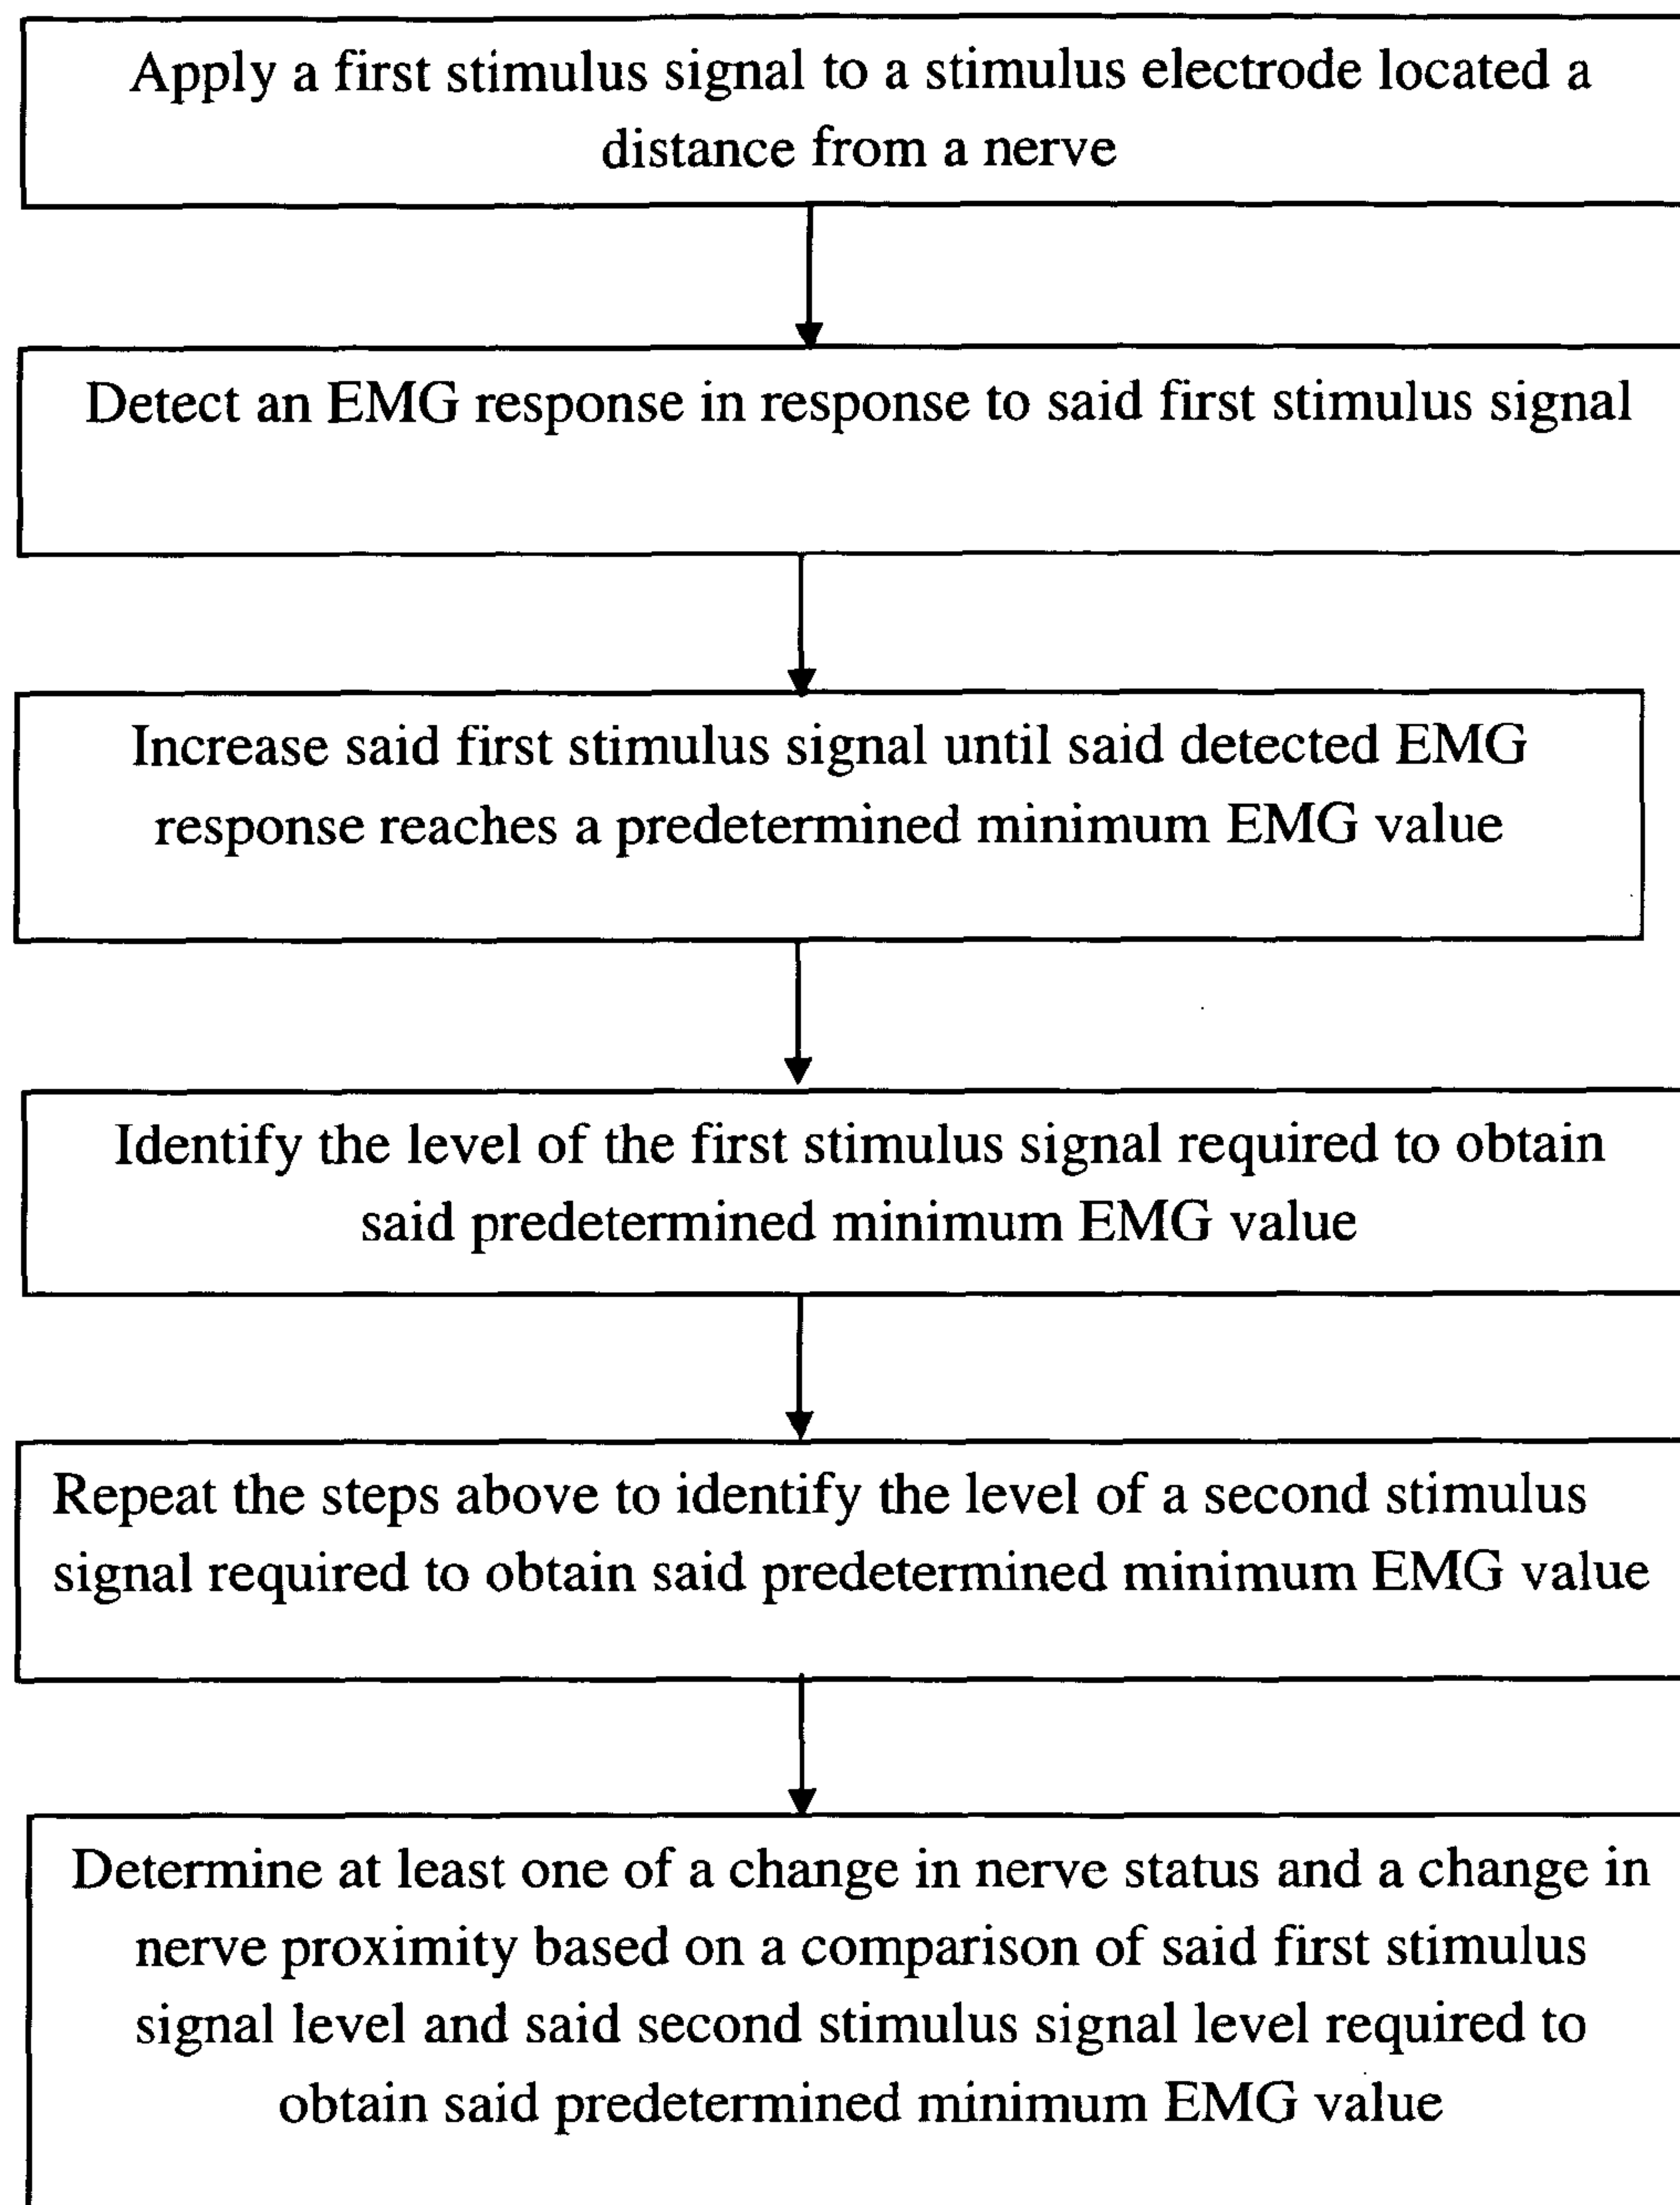 Apply a first stimulus signal to a stimulus electrode located a
distance from a nerve
Detect an EMG response in response to said first stimulus signal
Increase said first stimulus signal until said detected EMG
response reaches a predetermined minimum EMG value
Identify the level of the first stimulus signal required to obtain
said predetermined minimum EMG value
Repeat the steps above to identify the level of a second stimulus
signal required to obtain said predetermined minimum EMG value
Determine at least one of a change in nerve status and a change in
nerve proximity based on a comparison of said first stimulus
signal level and said second stimulus signal level required to
obtain said predetermined minimum EMG value